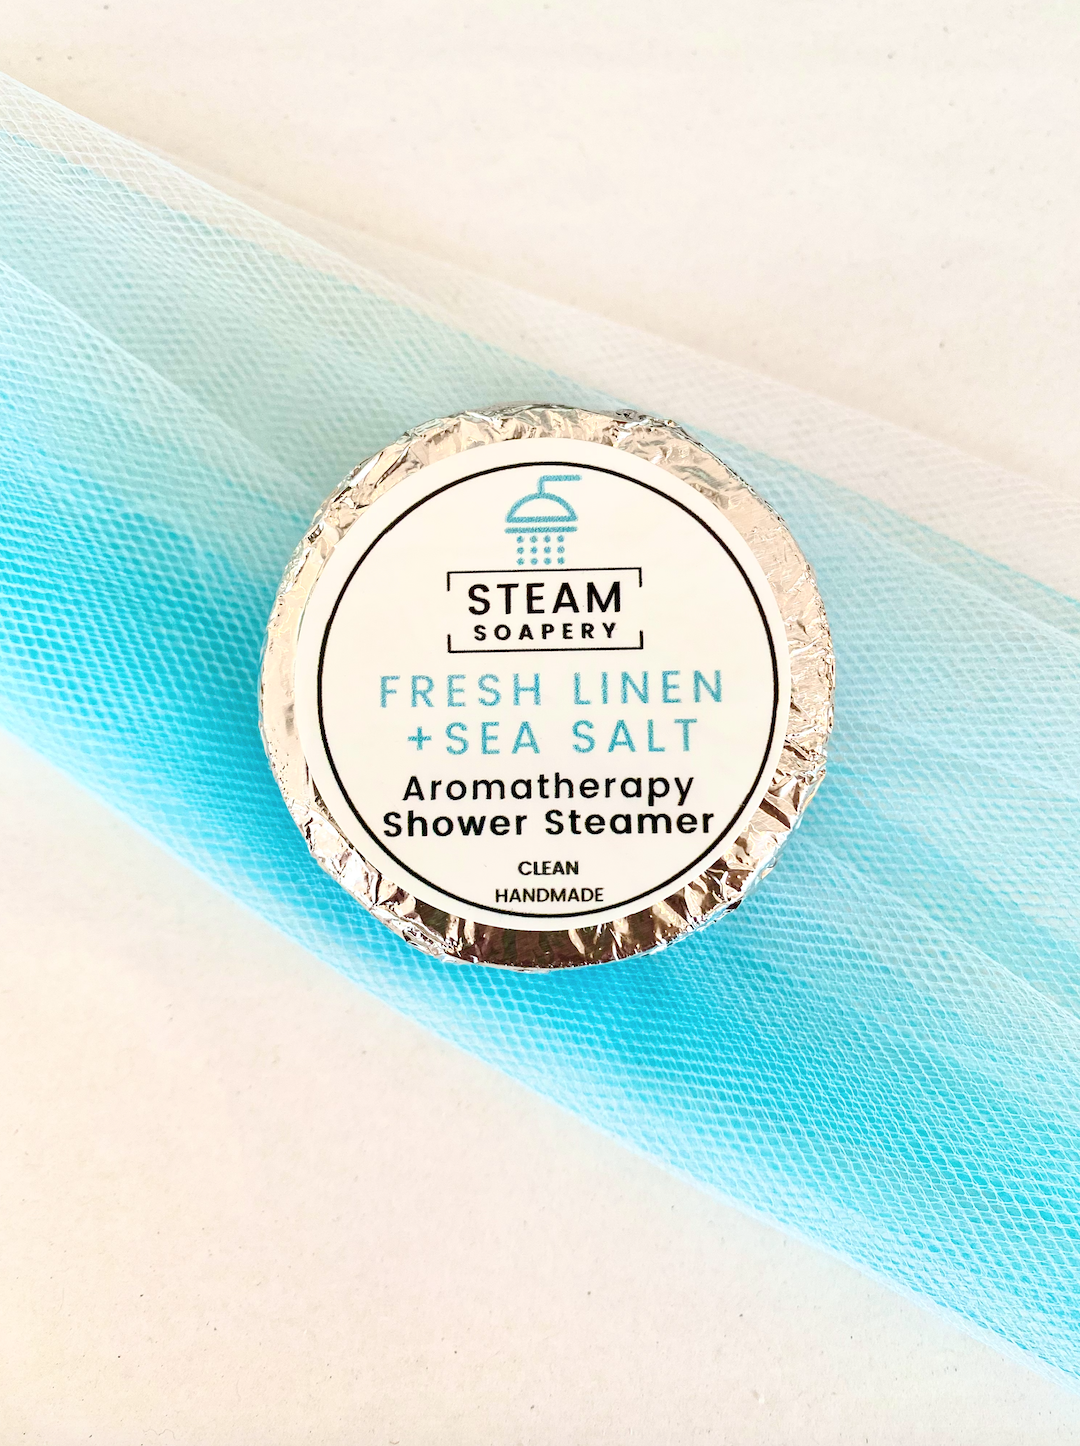 STEAM
SOAPERY
FRESH LINEN
+SEA SALT
Aromatherapy
Shower Steamer
CLEAN
HANDMADE